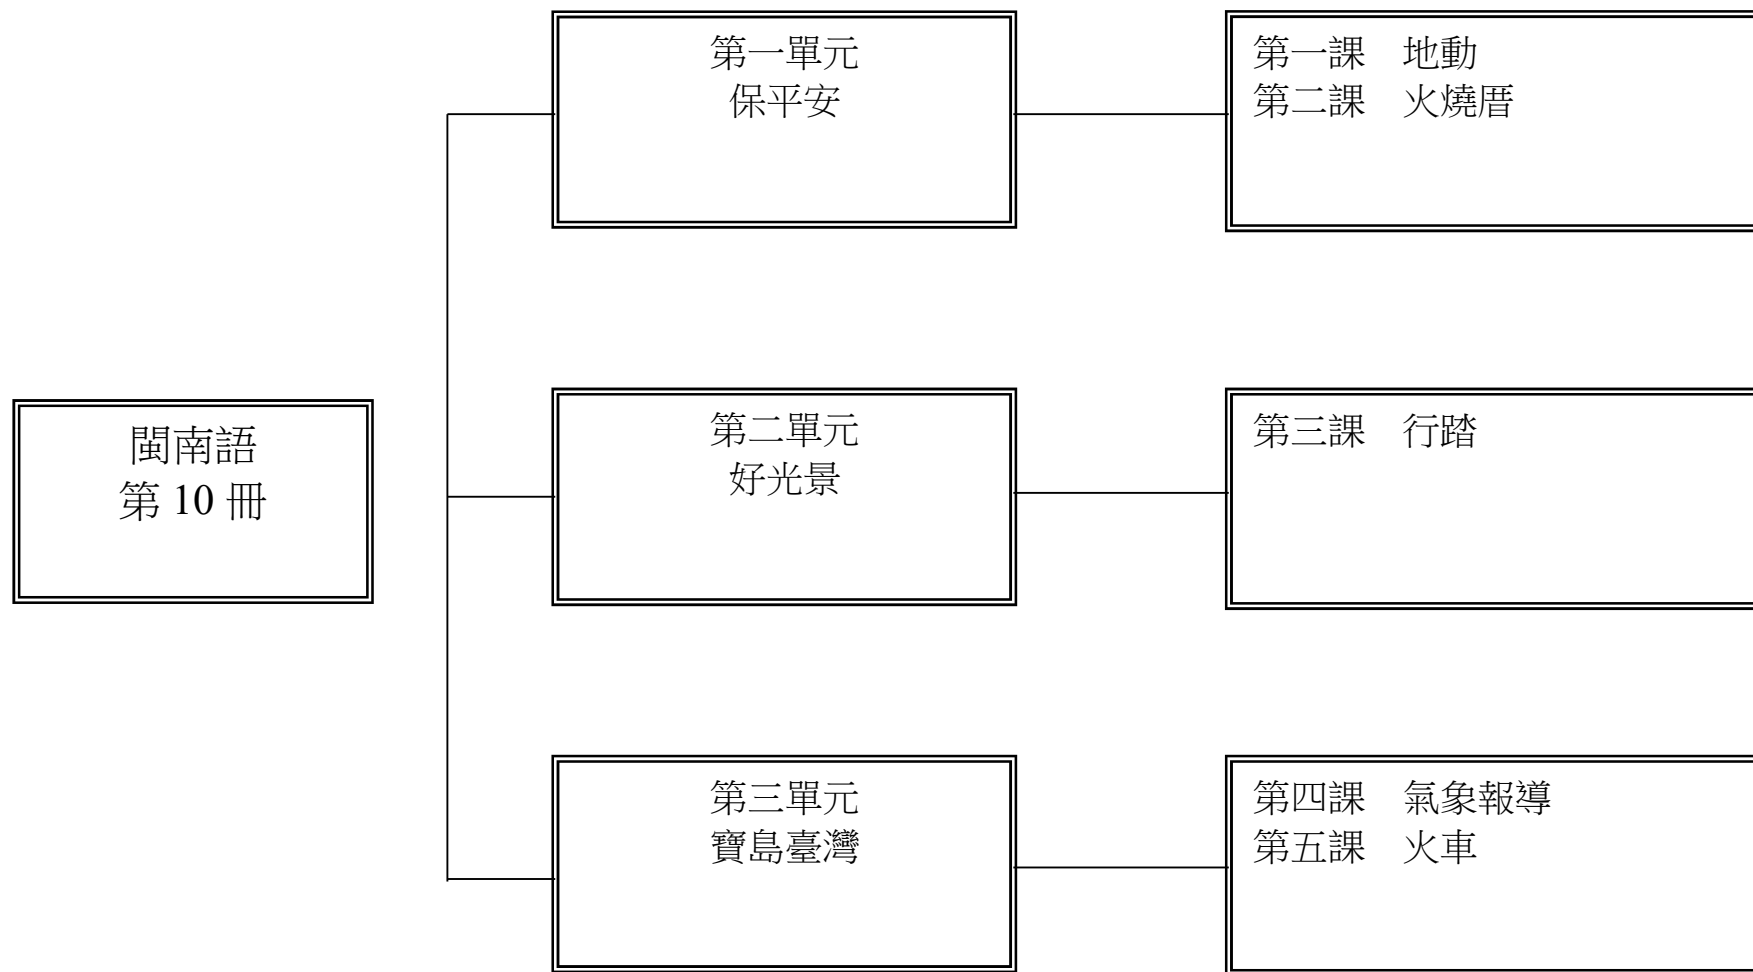 閩南語
第 10 冊
第一單元
保平安
第一課　地動
第二課　火燒厝
第二單元
好光景
第三課　行踏
第三單元
寶島臺灣
第四課　氣象報導
第五課　火車